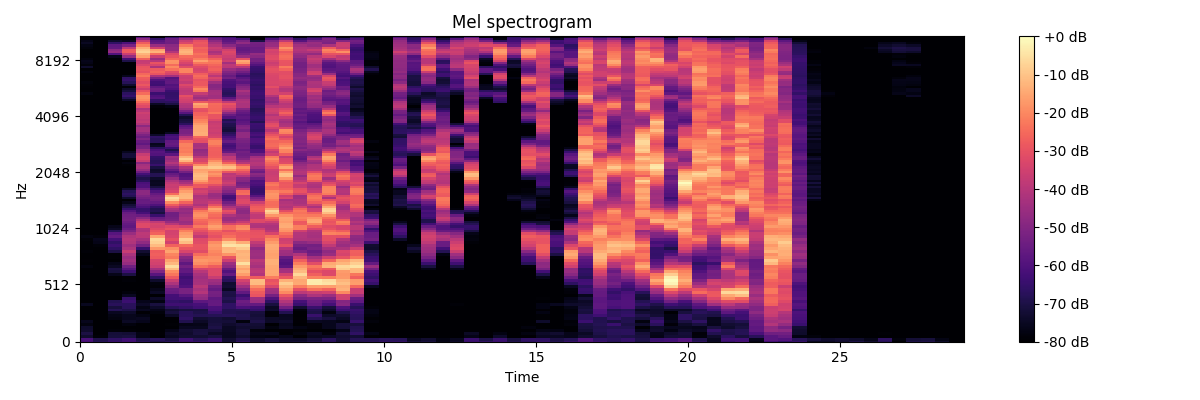 Mel spectrogram
Hz
8192
4096
2048
1024
512
0
0 5 10 15 20 25
Time
+0 dB
-10 dB
-20 dB
-30 dB
-40 dB
-50 dB
-60 dB
-70 dB
-80 dB